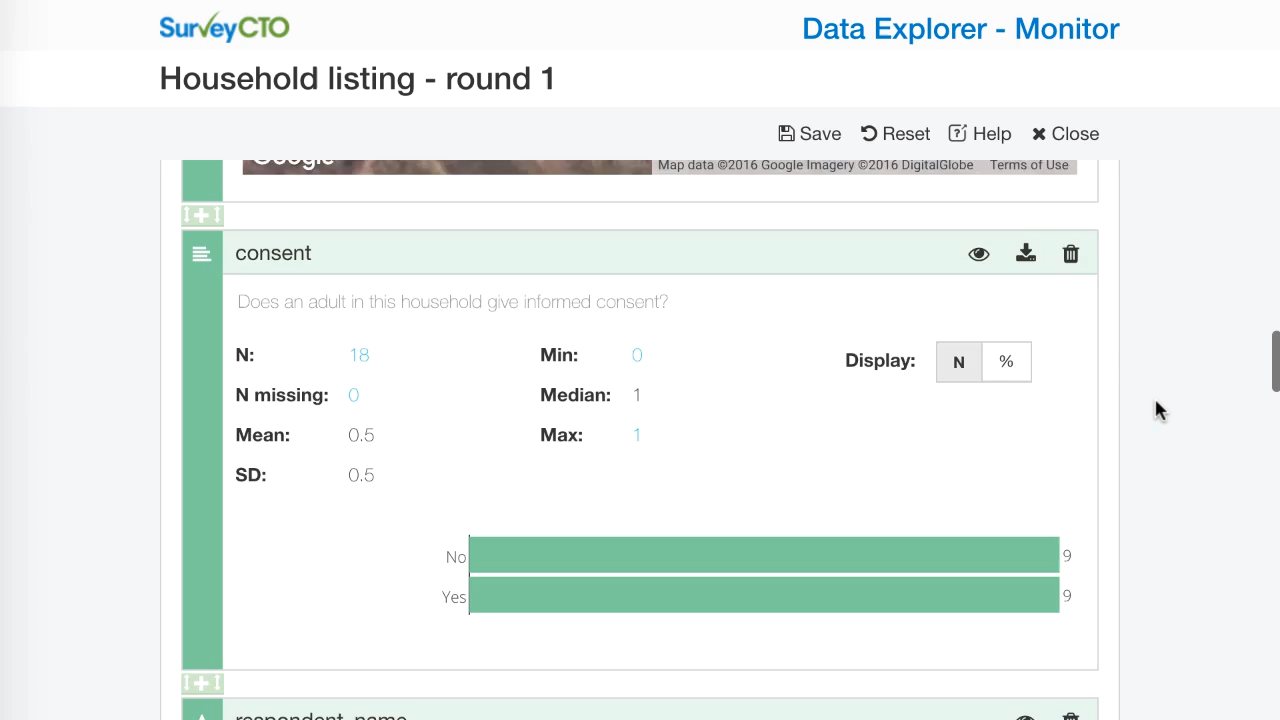 SurveyCTO
Data Explorer - Monitor
Household listing - round 1
Save Reset Help Close
Google
Map data ©2016 Google Imagery ©2016 DigitalGlobe Terms of Use
consent
Does an adult in this household give informed consent?
N: 18 Min: 0 Display: N %
N missing: 0 Median: 1
Mean: 0.5 Max: 1
SD: 0.5
No 9
Yes 9
respondent_name